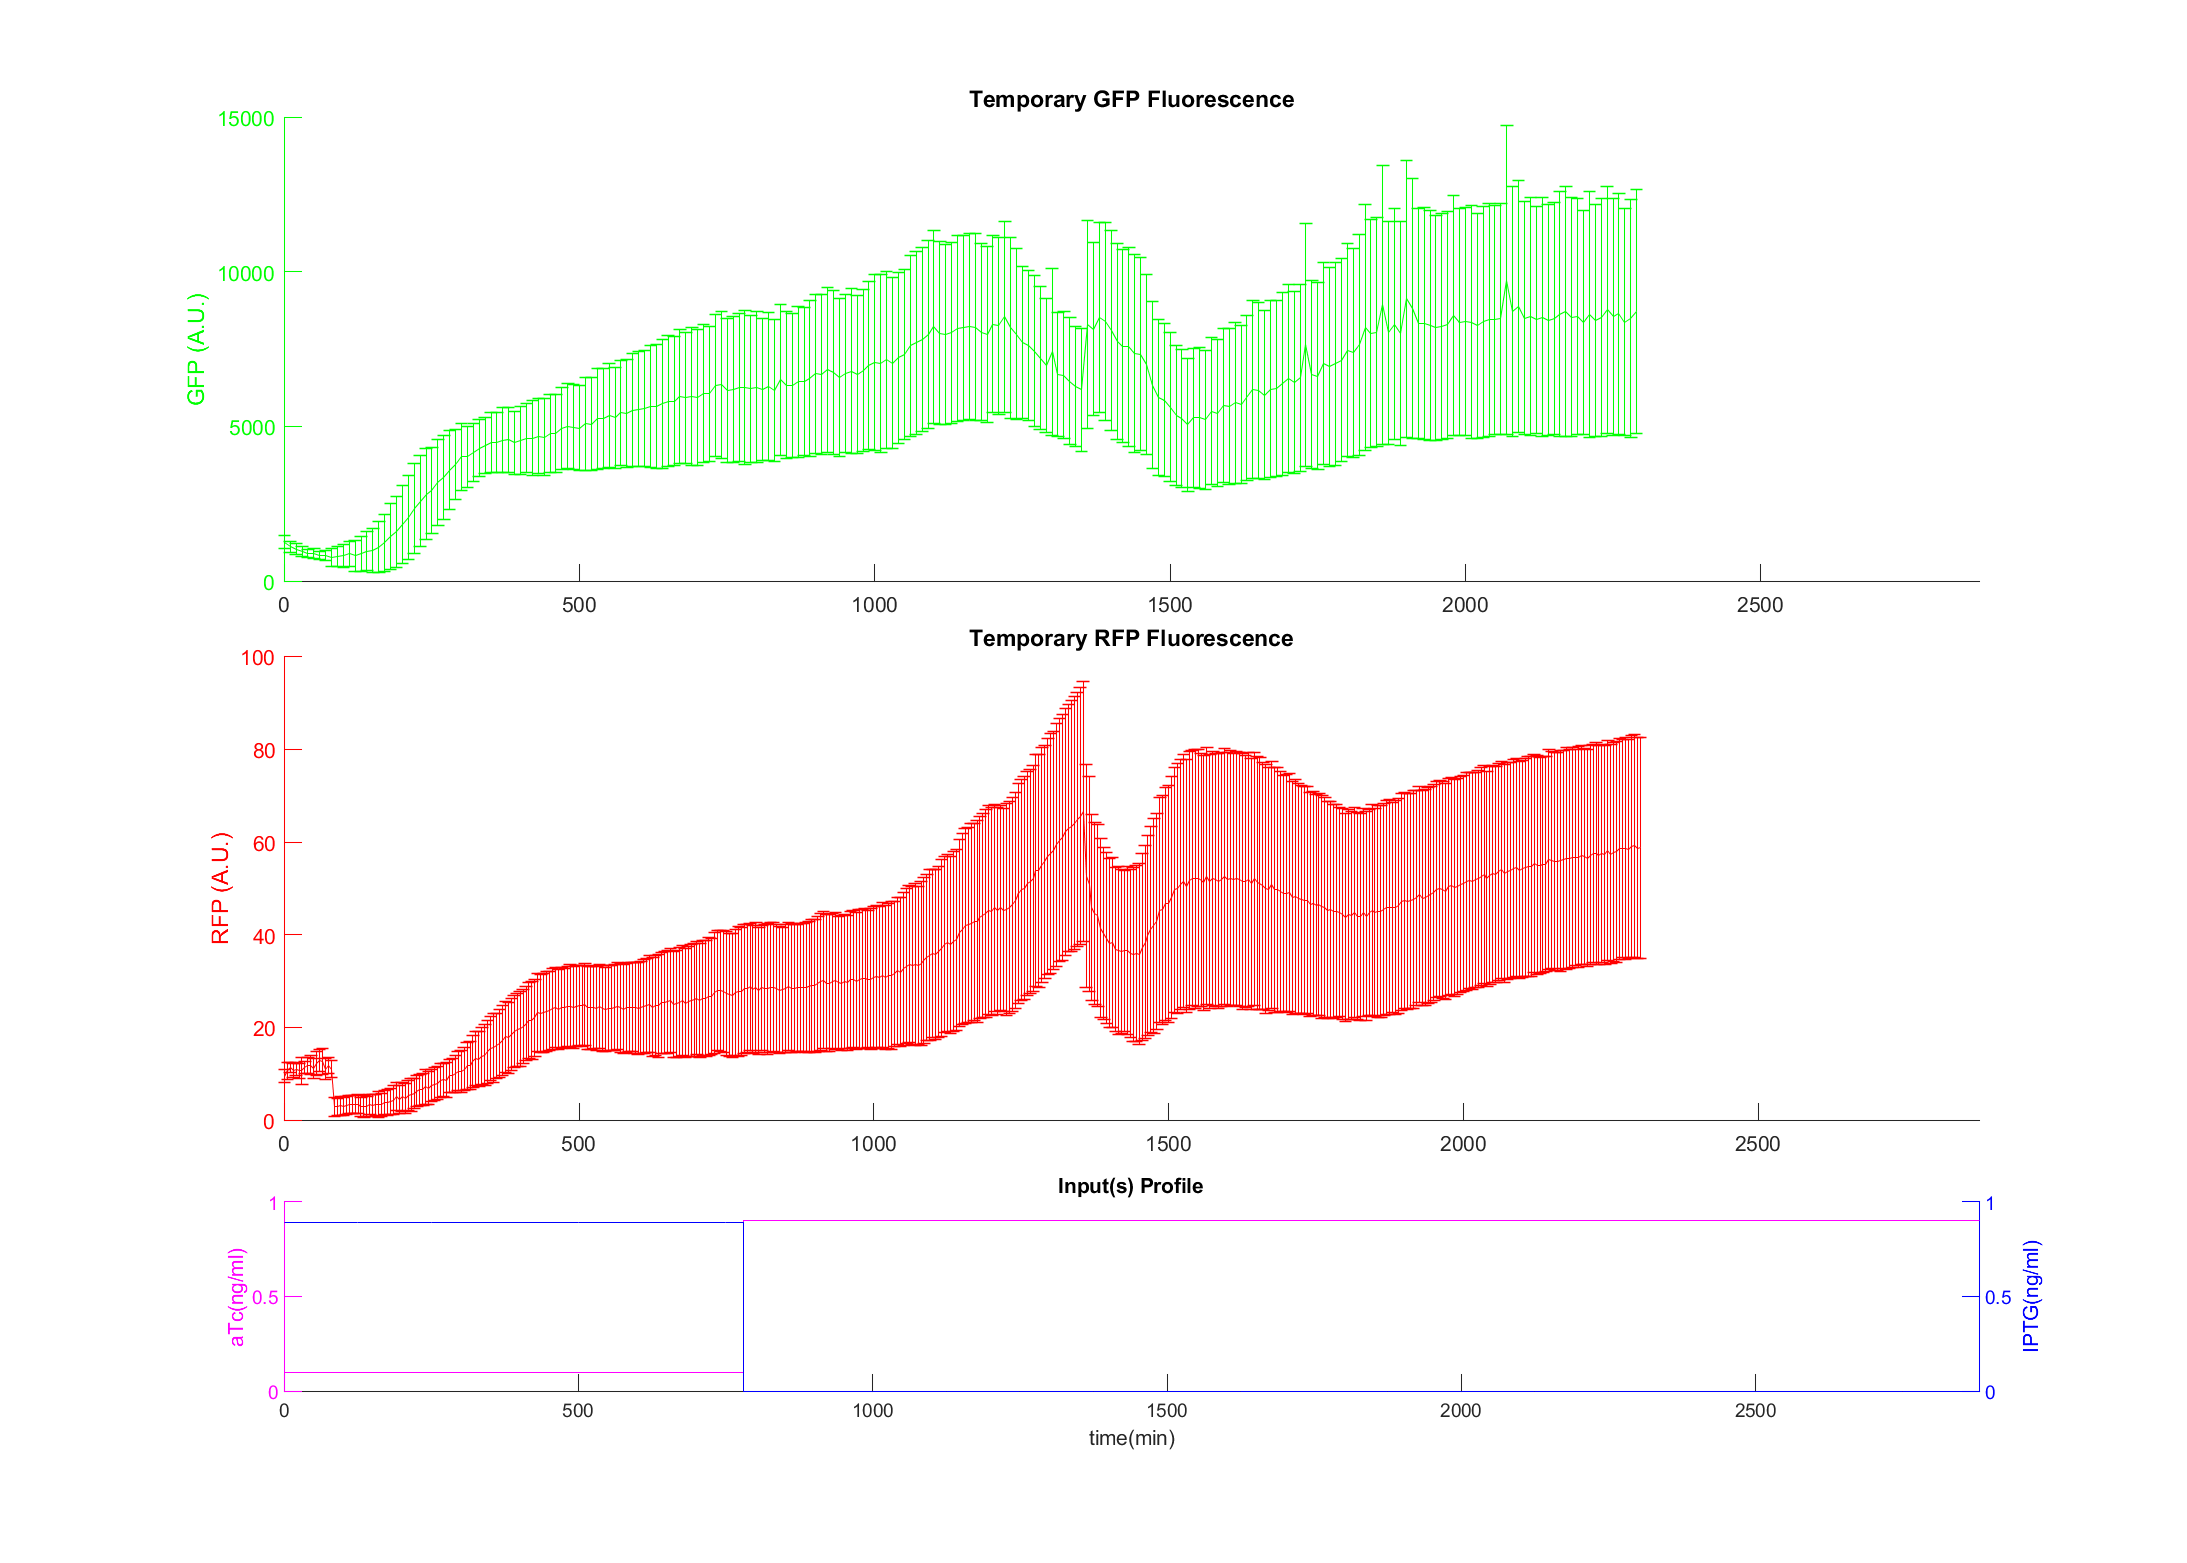 Temporary GFP Fluorescence
15000
10000
5000
0
GFP (A.U.)
0 500 1000 1500 2000 2500
Temporary RFP Fluorescence
100
80
60
40
20
0
RFP (A.U.)
0 500 1000 1500 2000 2500
Input(s) Profile
1
0.5
0
aTc(ng/ml)
1
0.5
0
IPTG(ng/ml)
0 500 1000 1500 2000 2500
time(min)